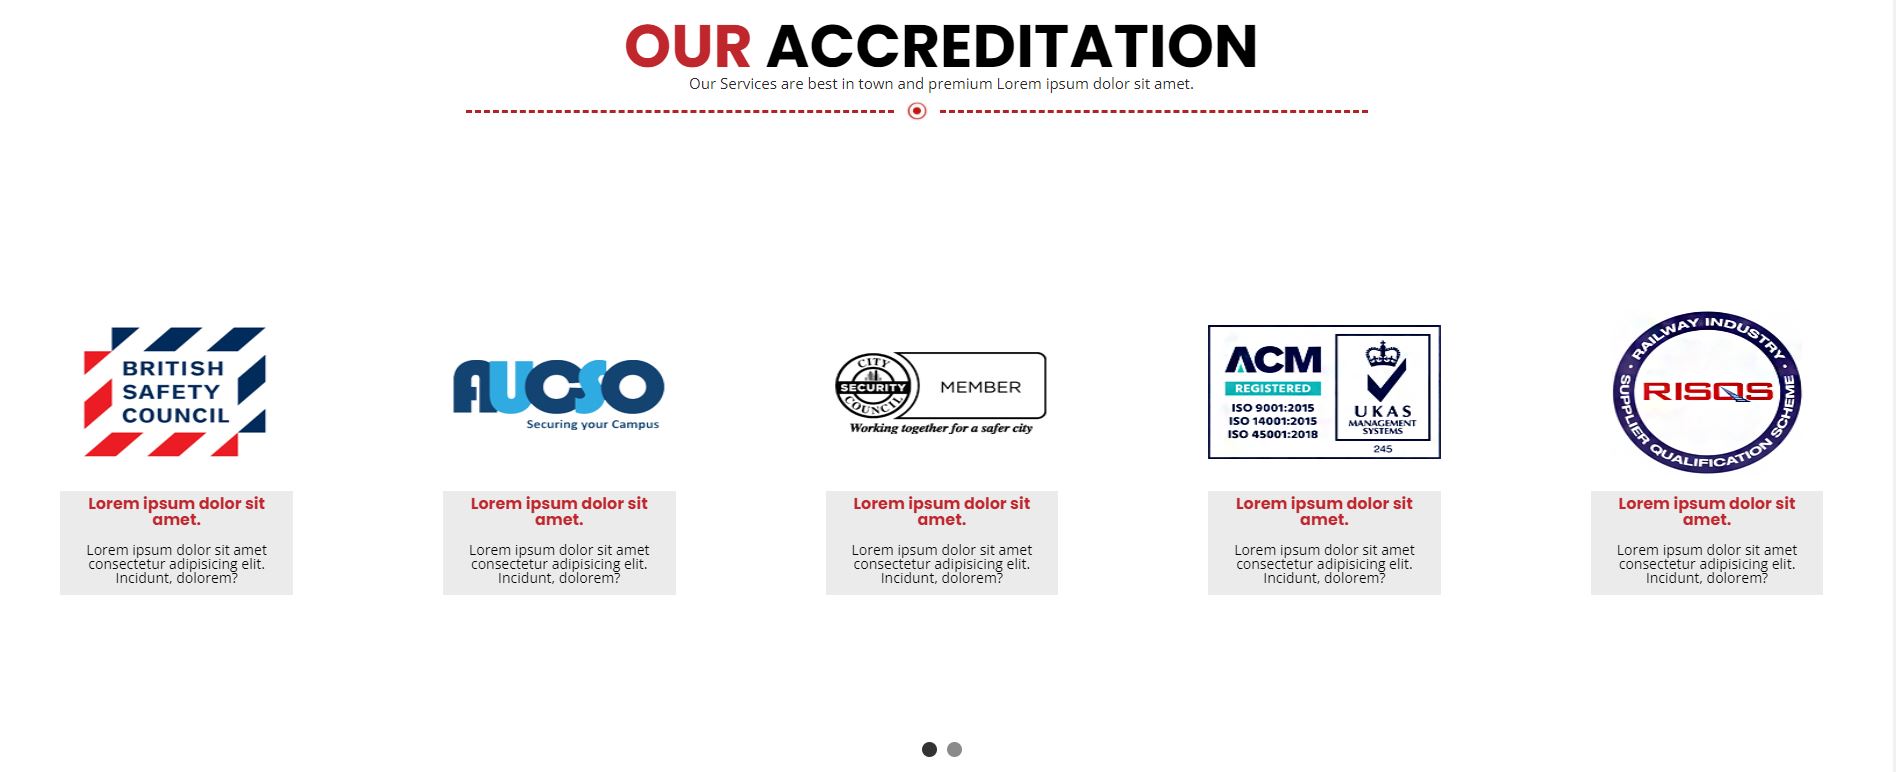 OUR ACCREDITATION
Our Services are best in town and premium Lorem ipsum dolor sit amet.
BRITISH
SAFETY
COUNCIL
AUCSO
Securing your Campus
CITY
SECURITY
COUNCIL
MEMBER
Working together for a safer city
ACM
REGISTERED
ISO 9001:2015
ISO 14001:2015
ISO 45001:2018
UKAS
MANAGEMENT
SYSTEMS
245
RAILWAY INDUSTRY
RISQS
SUPPLIER QUALIFICATION SCHEME
Lorem ipsum dolor sit
amet.
Lorem ipsum dolor sit amet
consectetur adipisicing elit.
Incidunt, dolorem?
Lorem ipsum dolor sit
amet.
Lorem ipsum dolor sit amet
consectetur adipisicing elit.
Incidunt, dolorem?
Lorem ipsum dolor sit
amet.
Lorem ipsum dolor sit amet
consectetur adipisicing elit.
Incidunt, dolorem?
Lorem ipsum dolor sit
amet.
Lorem ipsum dolor sit amet
consectetur adipisicing elit.
Incidunt, dolorem?
Lorem ipsum dolor sit
amet.
Lorem ipsum dolor sit amet
consectetur adipisicing elit.
Incidunt, dolorem?